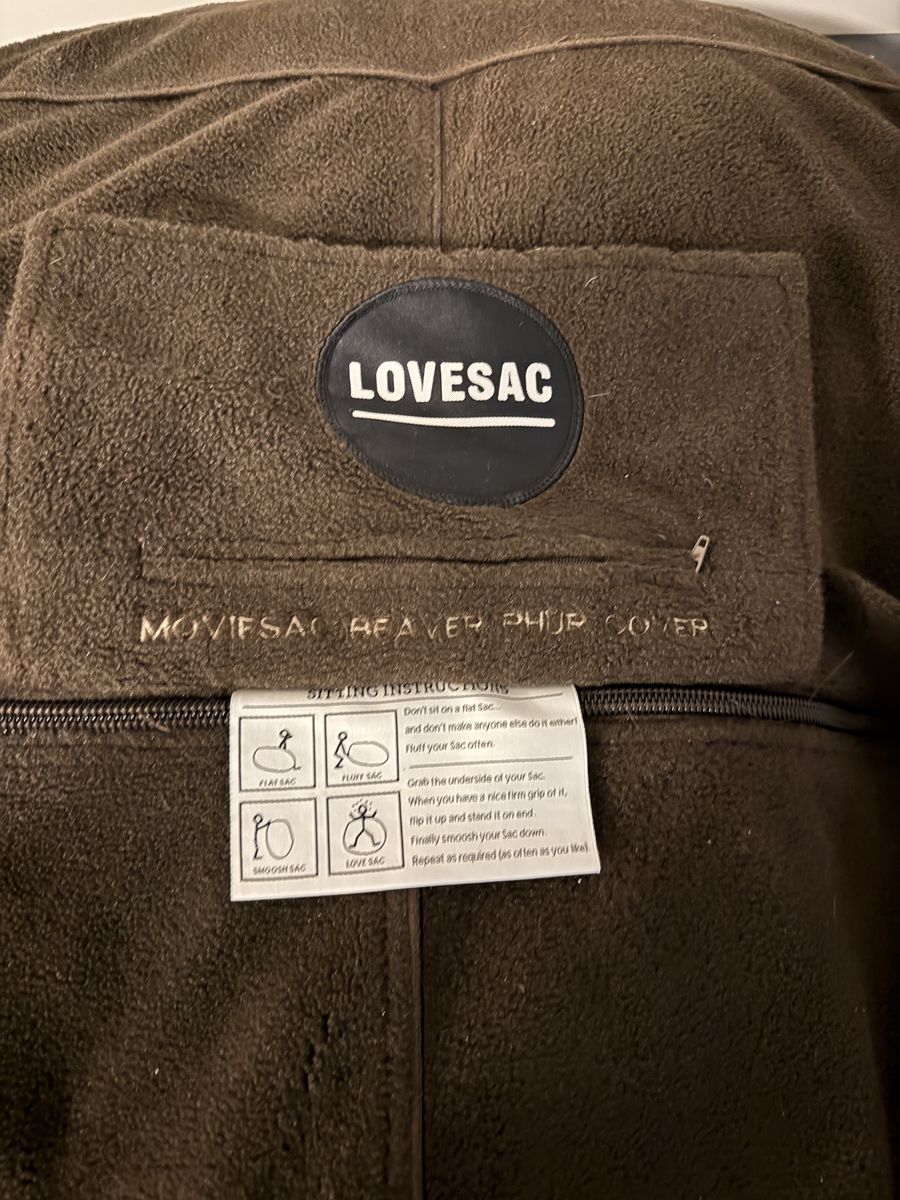 LOVESAC
MOVIESAC BEAVER PHUR COVER
SITTING INSTRUCTIONS
FLAT SAC
FLUFF SAC
SMOOSH SAC
LOVE SAC
Don't sit on a flat Sac...
and don't make anyone else do it either!
Fluff your Sac often.
Grab the underside of your Sac.
When you have a nice firm grip of it,
flip it up and stand it on end.
Finally smoosh your Sac down.
Repeat as required (as often as you like).